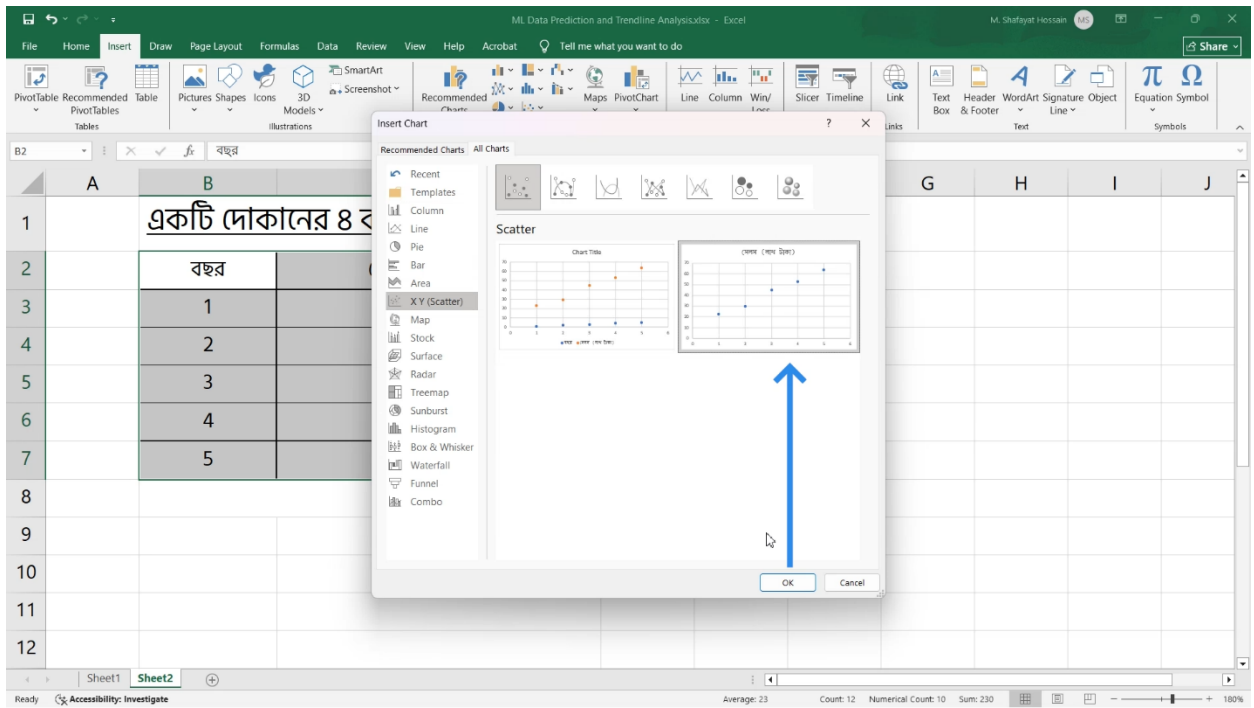 ML Data Prediction and Trendline Analysis.xlsx - Excel
M. Shafayat Hossain MS
File Home Insert Draw Page Layout Formulas Data Review View Help Acrobat Tell me what you want to do Share
PivotTable Recommended PivotTables Table Pictures Shapes Icons 3D Models SmartArt Screenshot Recommended Charts Maps PivotChart Line Column Win/Loss Slicer Timeline Link Text Box Header & Footer WordArt Signature Line Object Equation Symbol
Tables Illustrations Links Text Symbols
B2 fx বছর
Insert Chart ? X
Recommended Charts All Charts
Recent
Templates
Column
Line
Pie
Bar
Area
X Y (Scatter)
Map
Stock
Surface
Radar
Treemap
Sunburst
Histogram
Box & Whisker
Waterfall
Funnel
Combo
Scatter
Chart Title
OK Cancel
A B G H I J
1 একটি দোকানের ৪ ব
2 বছর
3 1
4 2
5 3
6 4
7 5
8
9
10
11
12
Sheet1 Sheet2
Ready Accessibility: Investigate Average: 23 Count: 12 Numerical Count: 10 Sum: 230 180%